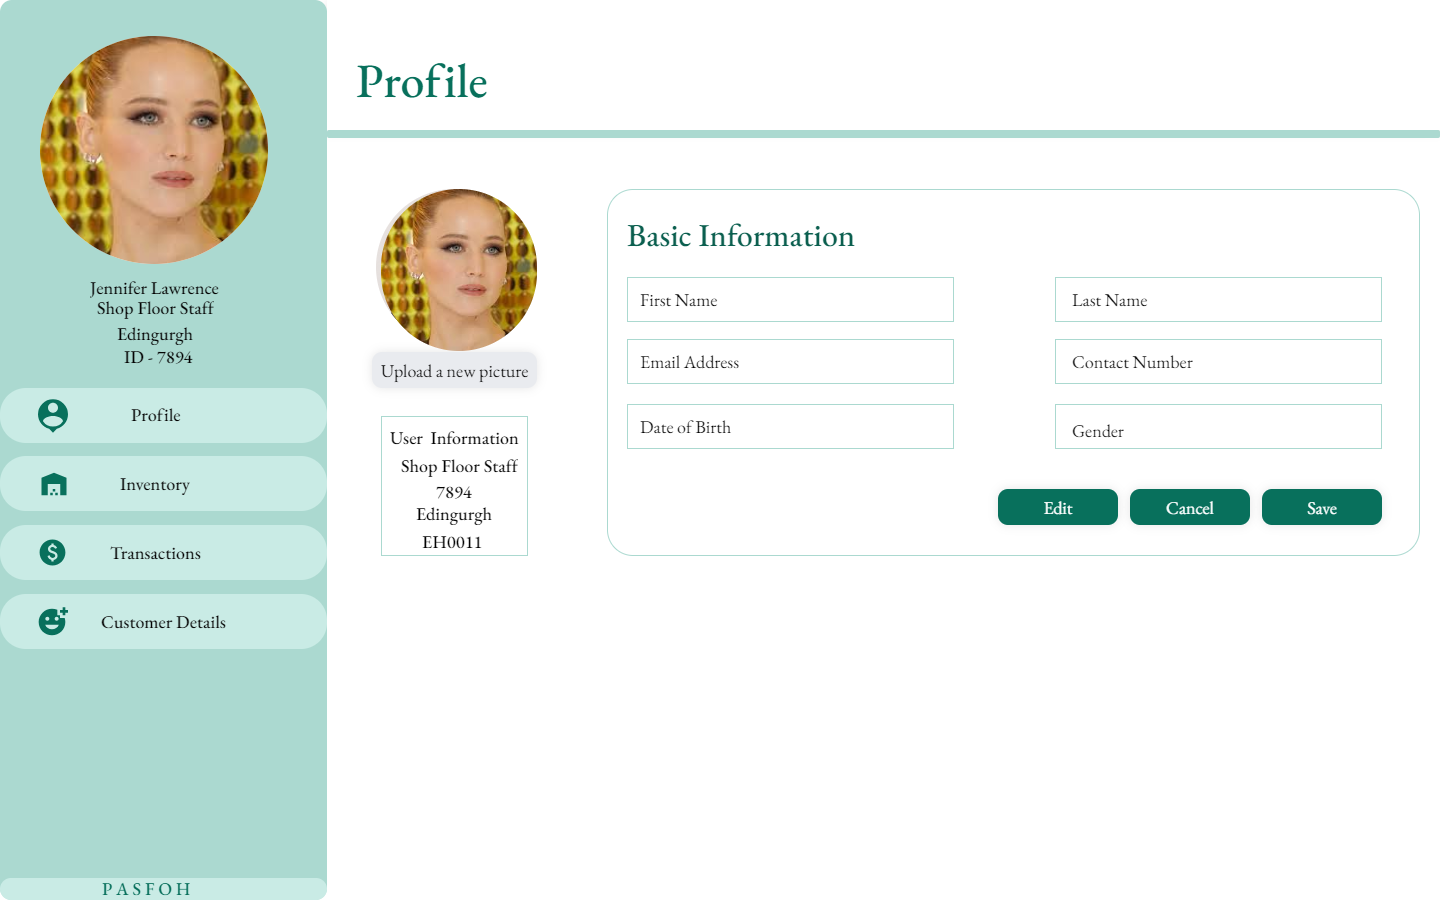 Jennifer Lawrence
Shop Floor Staff
Edingurgh
ID - 7894
Profile
Inventory
Transactions
Customer Details
PASFOH
Profile
Upload a new picture
User Information
Shop Floor Staff
7894
Edingurgh
EH0011
Basic Information
First Name
Last Name
Email Address
Contact Number
Date of Birth
Gender
Edit
Cancel
Save